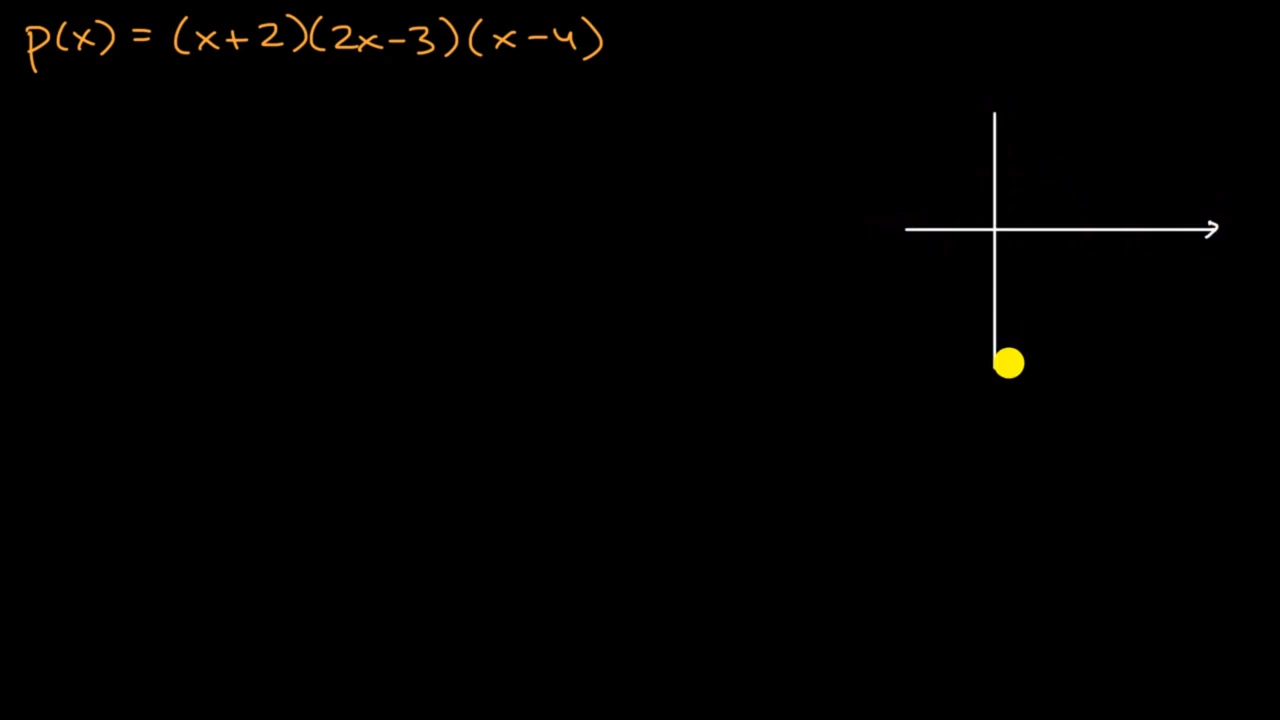 p(x) = (x+2)(2x-3)(x-4)